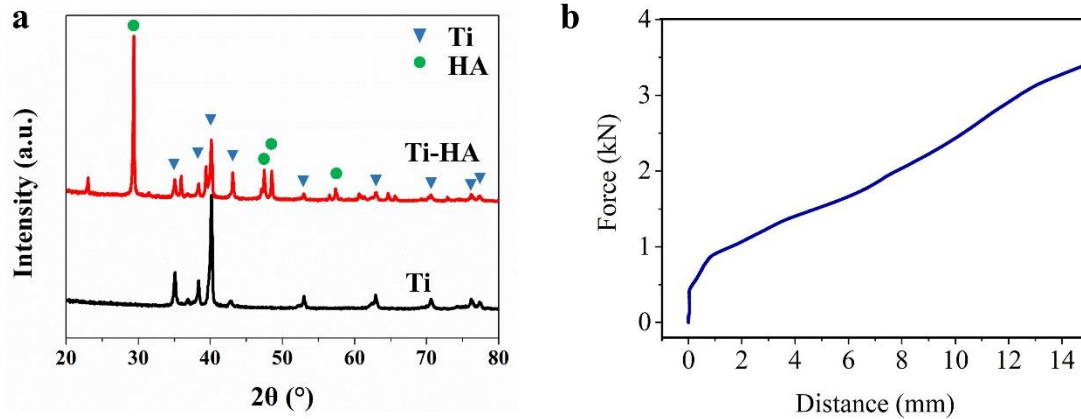 a
Ti
HA
Ti-HA
Ti
Intensity (a.u.)
20 30 40 50 60 70 80
2θ (°)
b
4
3
2
1
0
Force (kN)
0 2 4 6 8 10 12 14
Distance (mm)